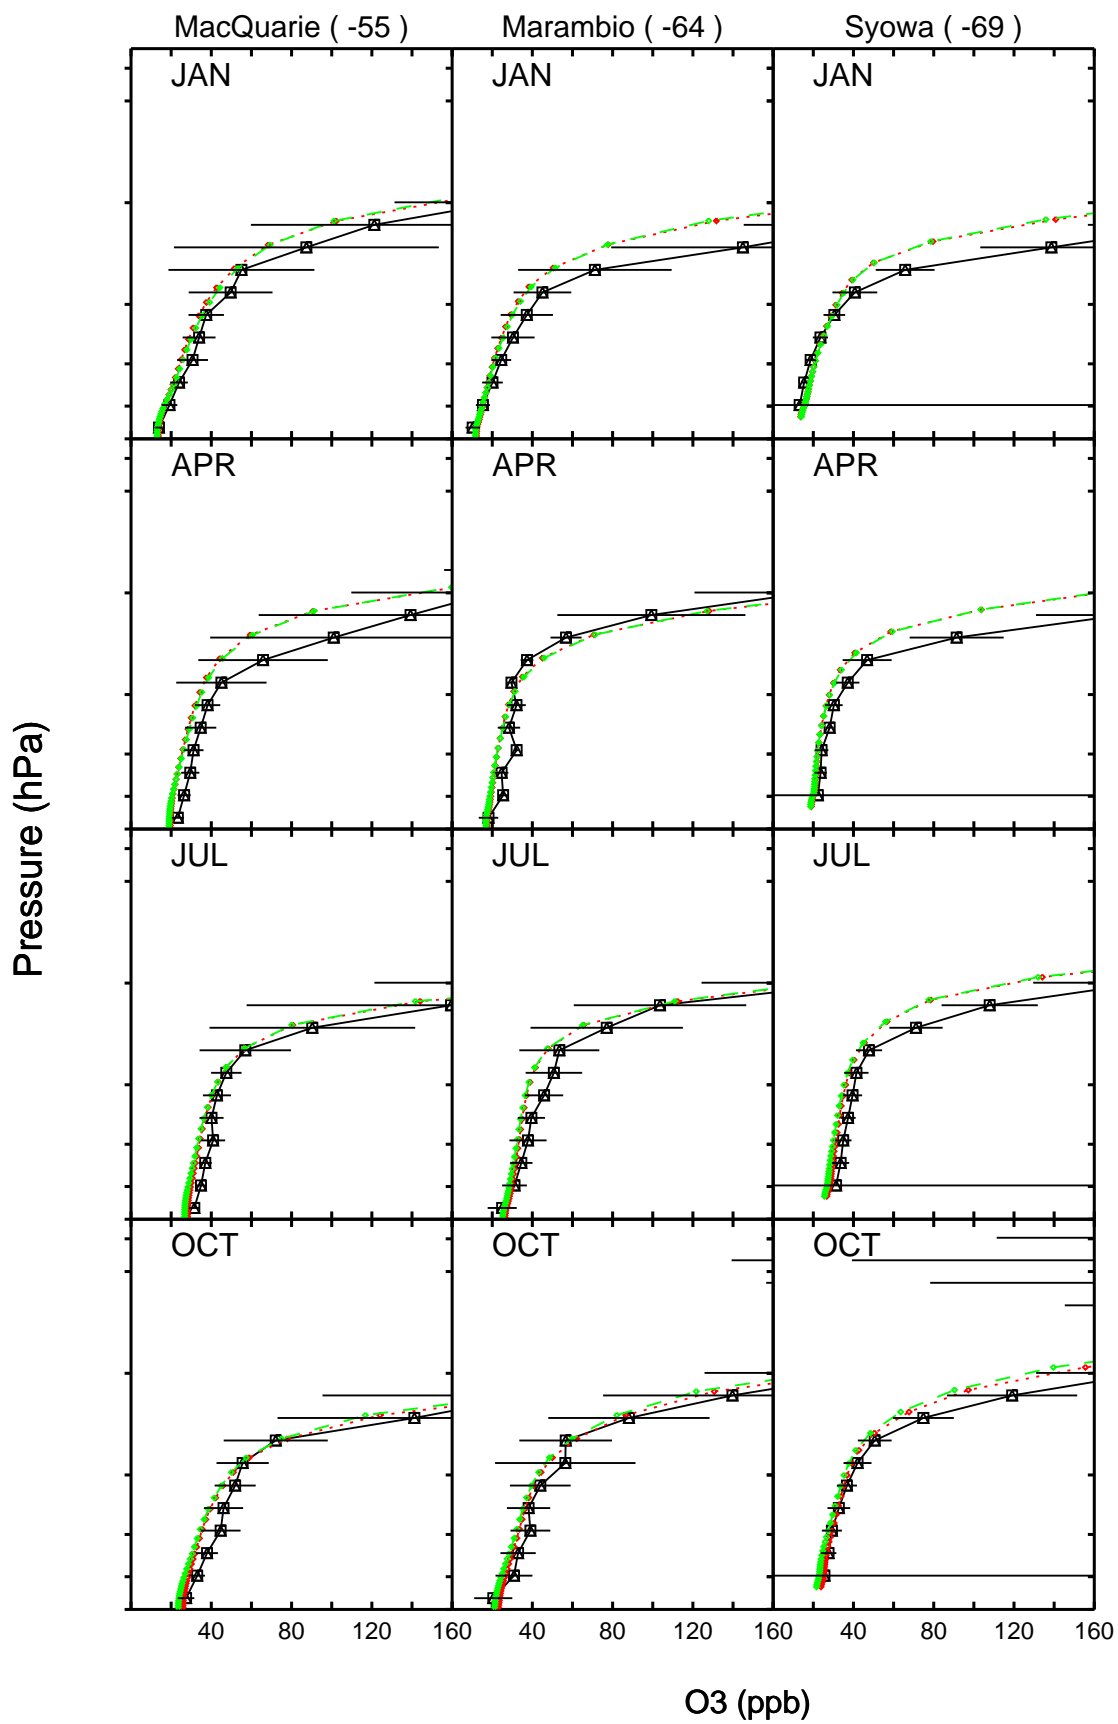 MacQuarie ( -55 )
Marambio ( -64 )
Syowa ( -69 )
JAN
JAN
JAN
APR
APR
APR
JUL
JUL
JUL
OCT
OCT
OCT
Pressure (hPa)
40 80 120 160 40 80 120 160 40 80 120 160
O3 (ppb)